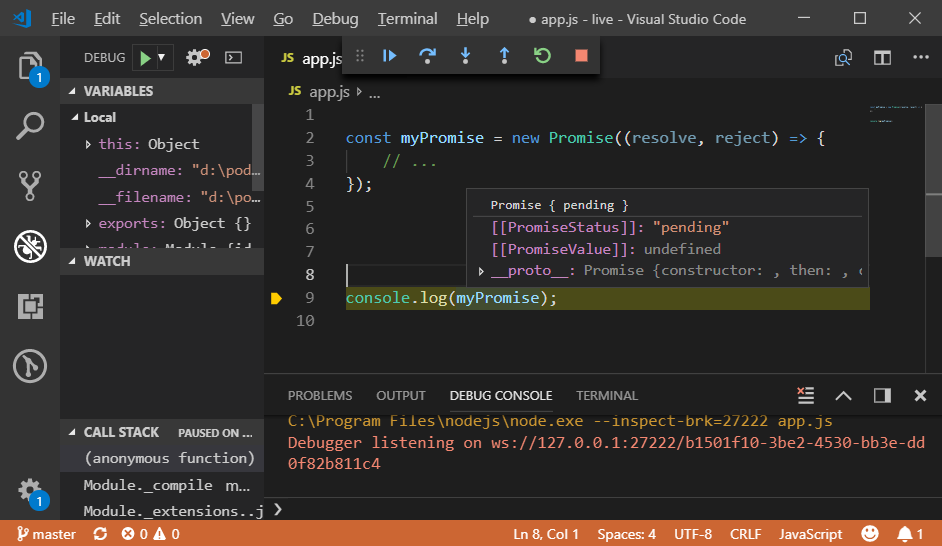 File Edit Selection View Go Debug Terminal Help ● app.js - live - Visual Studio Code
DEBUG
JS app.js
JS app.js ...
VARIABLES
Local
this: Object
__dirname: "d:\pod…
__filename: "d:\po…
exports: Object {}
WATCH
CALL STACK PAUSED ON …
(anonymous function)
Module._compile m...
Module._extensions..j
1
2 const myPromise = new Promise((resolve, reject) => {
3 // ...
4 });
5
6
7
8
9 console.log(myPromise);
10
Promise { pending }
[[PromiseStatus]]: "pending"
[[PromiseValue]]: undefined
__proto__: Promise {constructor: , then: , c
PROBLEMS OUTPUT DEBUG CONSOLE TERMINAL
C:\Program Files\nodejs\node.exe --inspect-brk=27222 app.js
Debugger listening on ws://127.0.0.1:27222/b1501f10-3be2-4530-bb3e-dd
0f82b811c4
1
1
master 0 0 Ln 8, Col 1 Spaces: 4 UTF-8 CRLF JavaScript 1